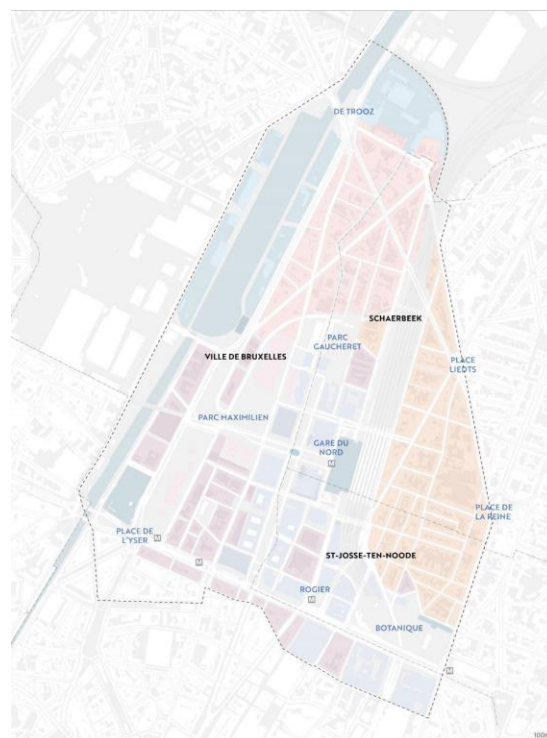 DE TROOZ
SCHAERBEEK
PARC
GAUCHERET
VILLE DE BRUXELLES
PLACE
LIEDTS
PARC MAXIMILIEN
GARE DU
NORD
M
PLACE DE
LA REINE
PLACE DE
L'YSER
M
ST-JOSSE-TEN-NOODE
M
ROGIER
M
BOTANIQUE
M